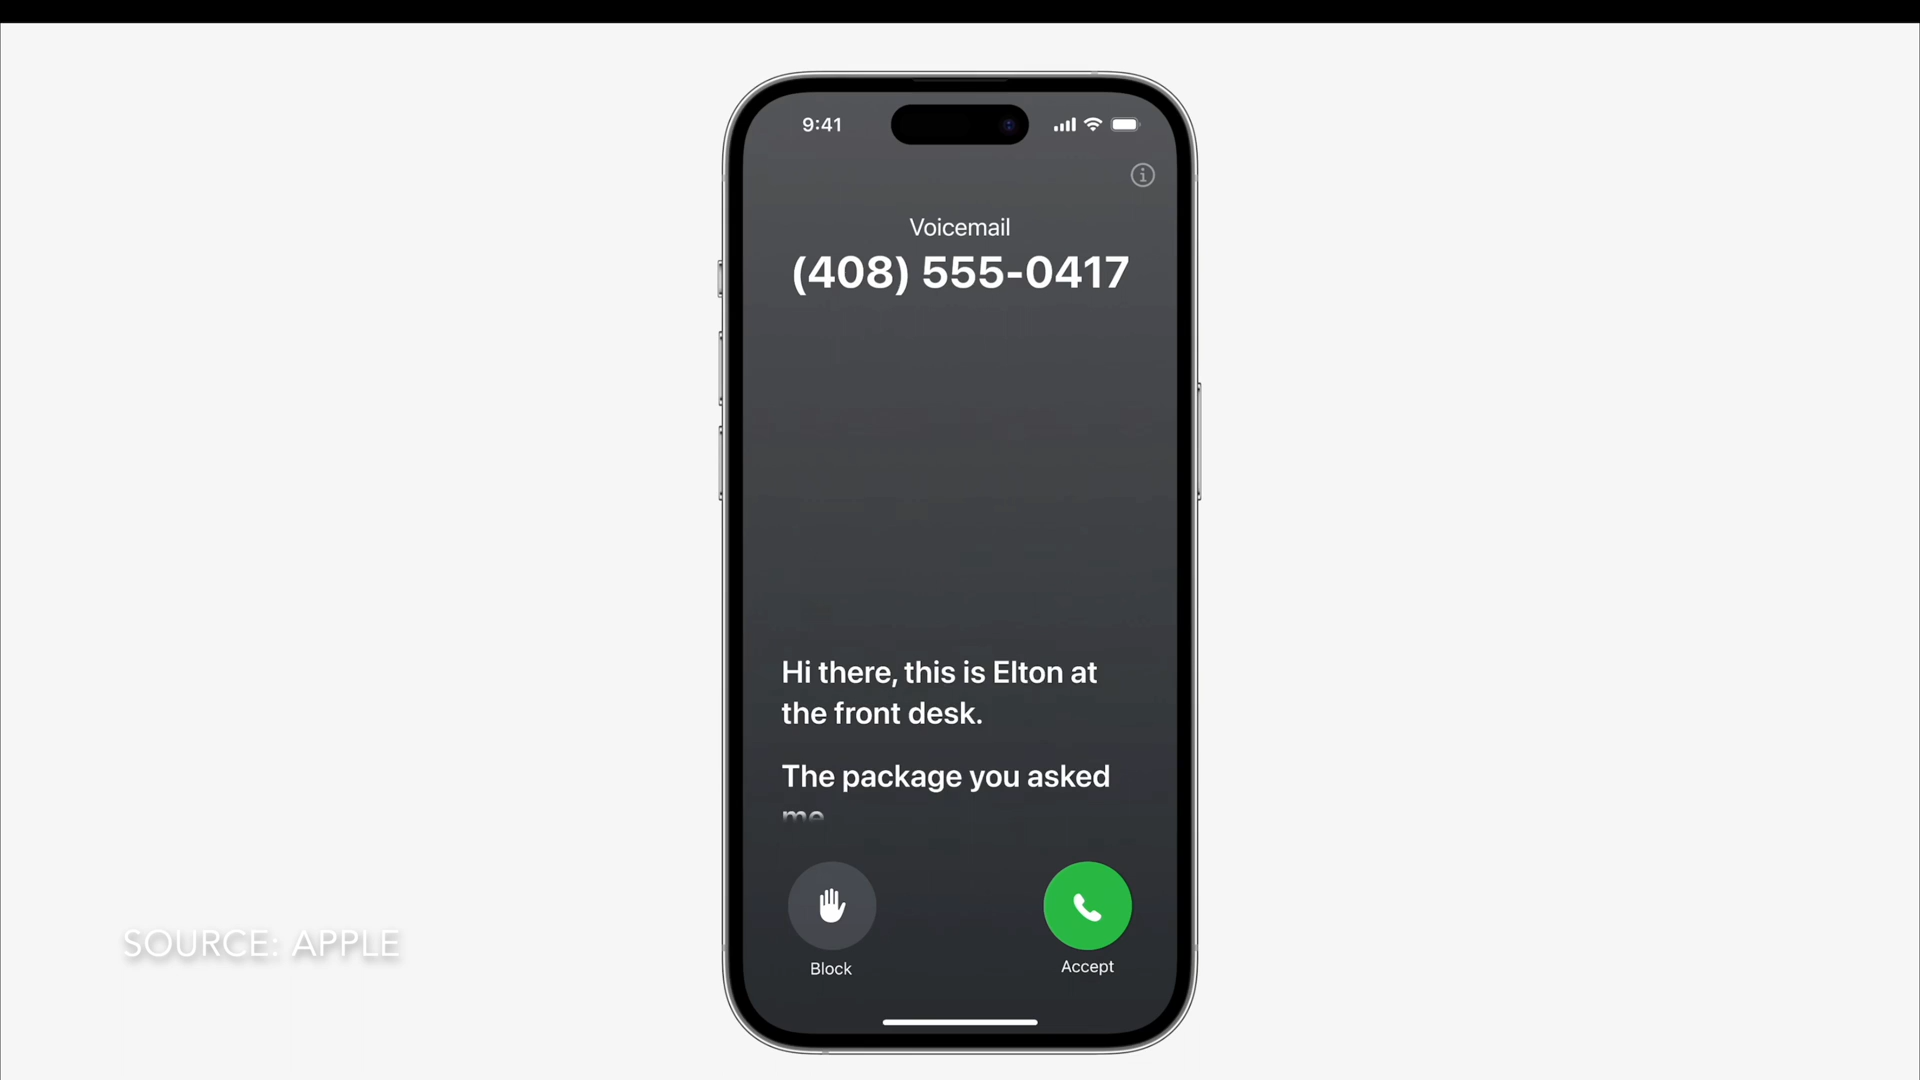 9:41
Voicemail
(408) 555-0417
Hi there, this is Elton at
the front desk.
The package you asked
me
Block
Accept
SOURCE: APPLE